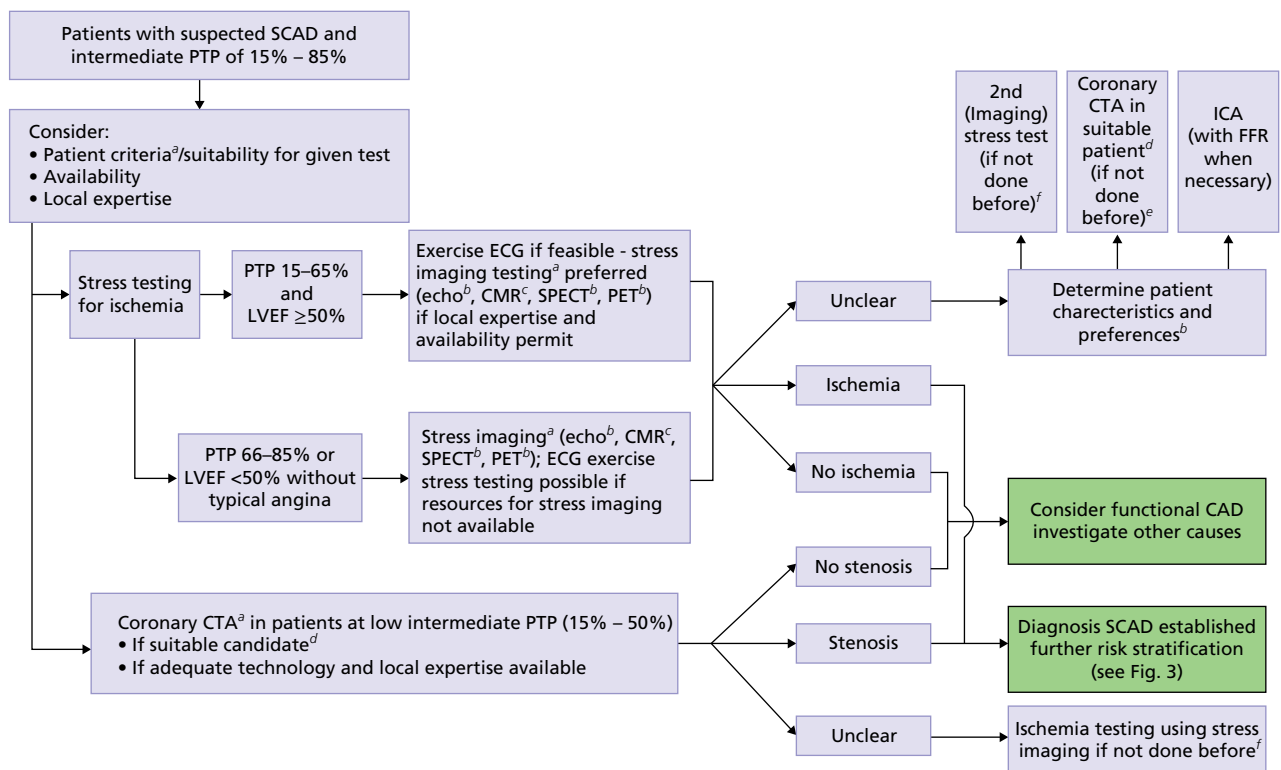 Patients with suspected SCAD and
intermediate PTP of 15% – 85%
Consider:
• Patient criteriaᵃ/suitability for given test
• Availability
• Local expertise
Stress testing
for ischemia
PTP 15–65%
and
LVEF ≥50%
Exercise ECG if feasible - stress
imaging testingᵃ preferred
(echoᵇ, CMRᶜ, SPECTᵇ, PETᵇ)
if local expertise and
availability permit
PTP 66–85% or
LVEF <50% without
typical angina
Stress imagingᵃ (echoᵇ, CMRᶜ,
SPECTᵇ, PETᵇ); ECG exercise
stress testing possible if
resources for stress imaging
not available
Coronary CTAᵃ in patients at low intermediate PTP (15% – 50%)
• If suitable candidateᵈ
• If adequate technology and local expertise available
Unclear
Ischemia
No ischemia
No stenosis
Stenosis
Unclear
2nd
(Imaging)
stress test
(if not
done
before)ᶠ
Coronary
CTA in
suitable
patientᵈ
(if not
done
before)ᵉ
ICA
(with FFR
when
necessary)
Determine patient
charecteristics and
preferencesᵇ
Consider functional CAD
investigate other causes
Diagnosis SCAD established
further risk stratification
(see Fig. 3)
Ischemia testing using stress
imaging if not done beforeᶠ